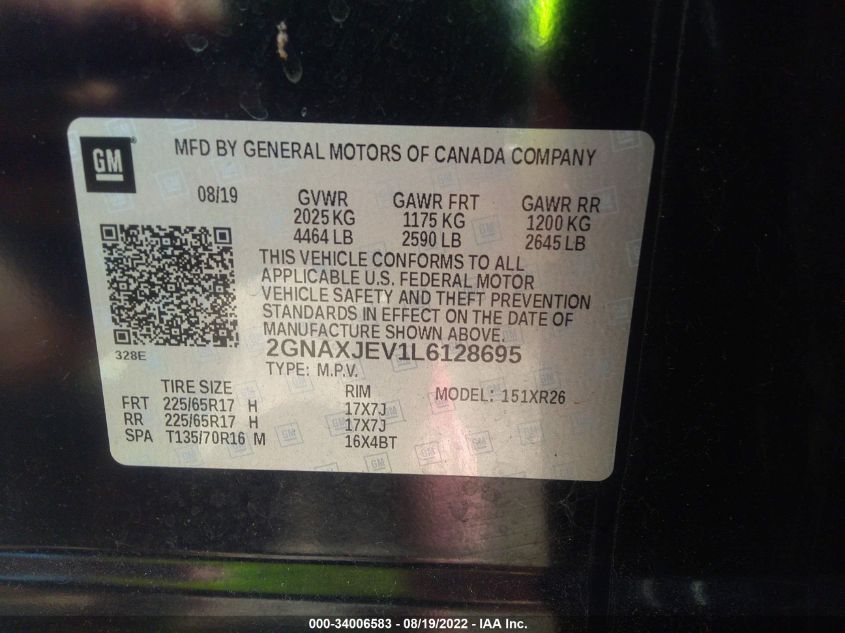 GM
MFD BY GENERAL MOTORS OF CANADA COMPANY
08/19 GVWR GAWR FRT GAWR RR
2025 KG 1175 KG 1200 KG
4464 LB 2590 LB 2645 LB
THIS VEHICLE CONFORMS TO ALL
APPLICABLE U.S. FEDERAL MOTOR
VEHICLE SAFETY AND THEFT PREVENTION
STANDARDS IN EFFECT ON THE DATE OF
MANUFACTURE SHOWN ABOVE.
328E
2GNAXJEV1L6128695
TYPE: M.P.V.
TIRE SIZE RIM MODEL: 151XR26
FRT 225/65R17 H 17X7J
RR 225/65R17 H 17X7J
SPA T135/70R16 M 16X4BT
000-34006583 - 08/19/2022 - IAA Inc.